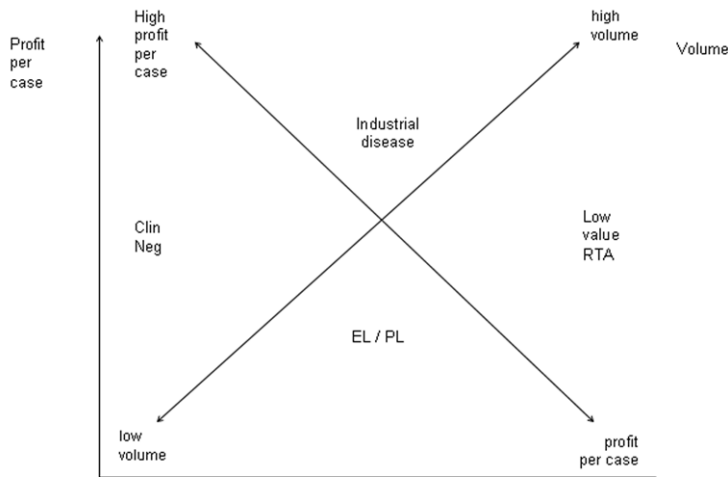 Profit
per
case
High
profit
per
case
high
volume
Volume
Industrial
disease
Clin
Neg
Low
value
RTA
EL / PL
low
volume
profit
per case